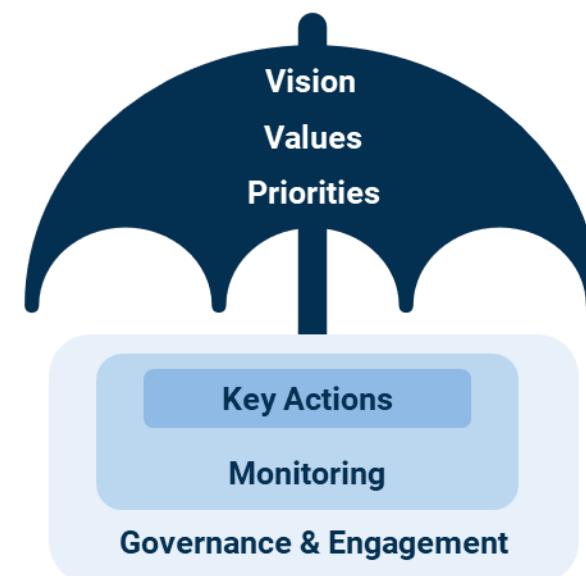 Vision
Values
Priorities
Key Actions
Monitoring
Governance & Engagement